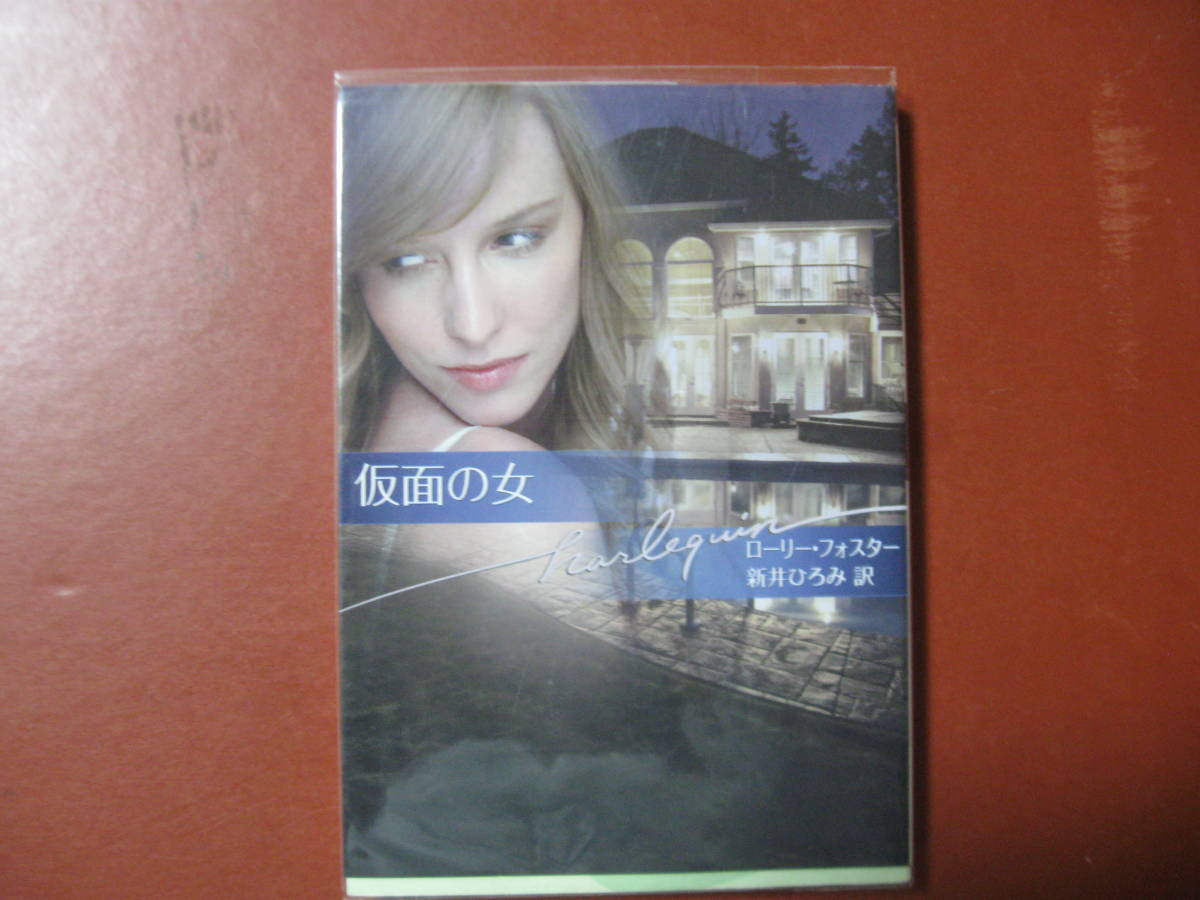 仮面の女
Harlequin
ローリー・フォスター
新井ひろみ 訳